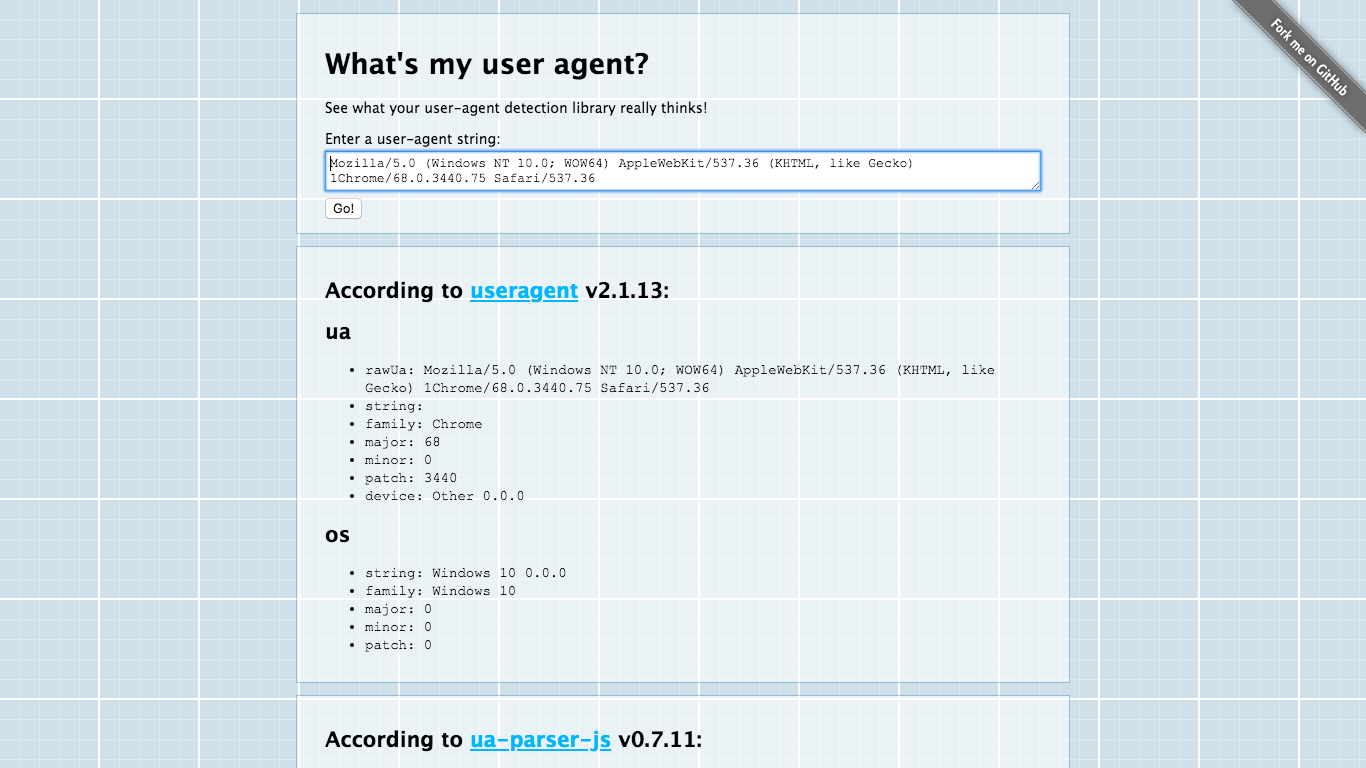 Fork me on GitHub
What's my user agent?
See what your user-agent detection library really thinks!
Enter a user-agent string:
Mozilla/5.0 (Windows NT 10.0; WOW64) AppleWebKit/537.36 (KHTML, like Gecko)
1Chrome/68.0.3440.75 Safari/537.36
Go!
According to useragent v2.1.13:
ua
• rawUa: Mozilla/5.0 (Windows NT 10.0; WOW64) AppleWebKit/537.36 (KHTML, like
Gecko) 1Chrome/68.0.3440.75 Safari/537.36
• string:
• family: Chrome
• major: 68
• minor: 0
• patch: 3440
• device: Other 0.0.0
os
• string: Windows 10 0.0.0
• family: Windows 10
• major: 0
• minor: 0
• patch: 0
According to ua-parser-js v0.7.11: